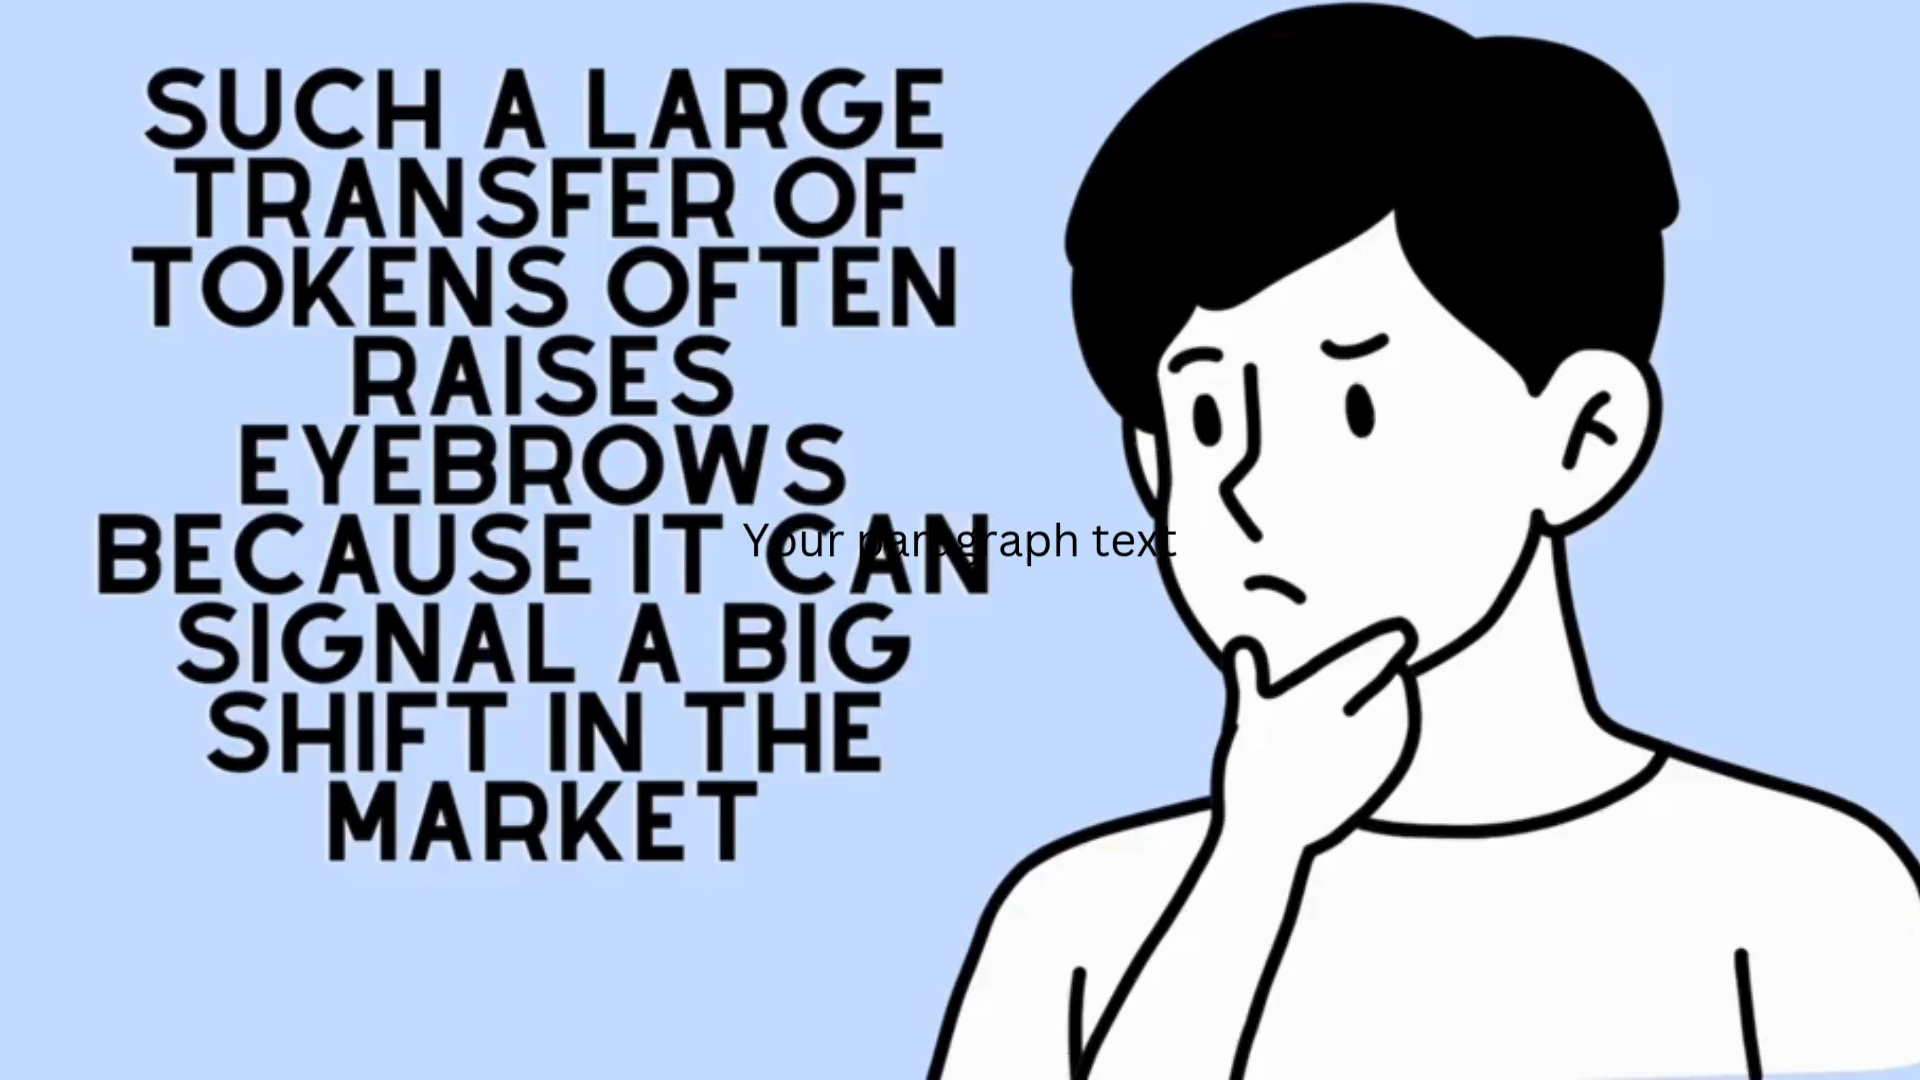 SUCH A LARGE
TRANSFER OF
TOKENS OFTEN
RAISES
EYEBROWS
BECAUSE IT CAN
Your paragraph text
SIGNAL A BIG
SHIFT IN THE
MARKET